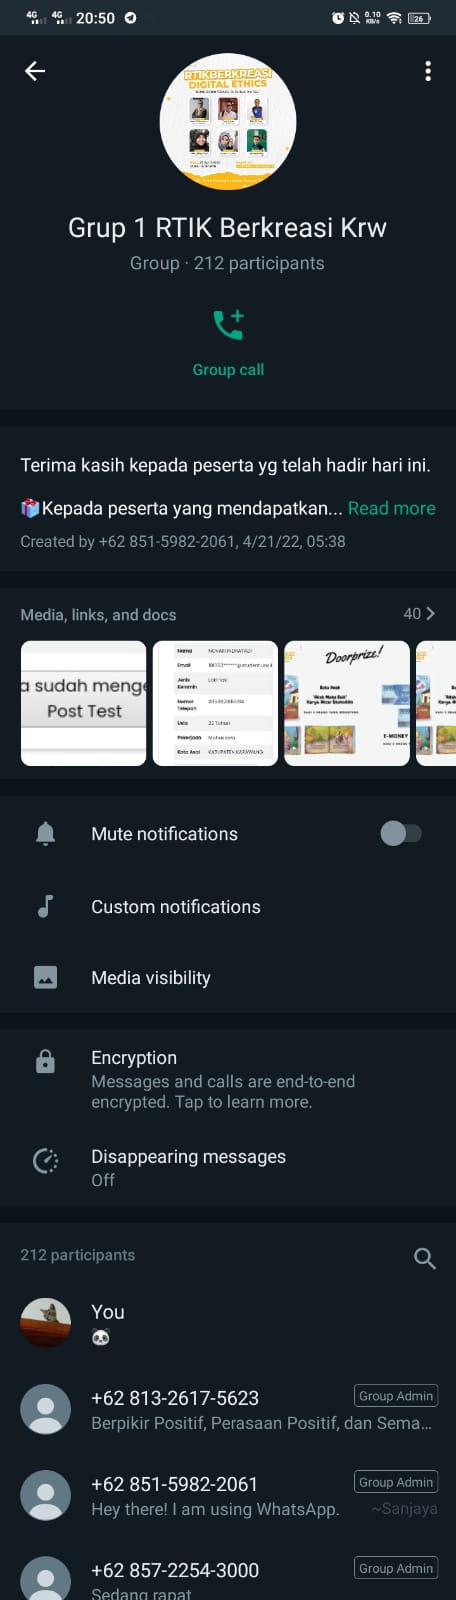 4G 4G 20:50 0.10 KB/s 26
RTIKBERKREASI
DIGITAL ETHICS
Grup 1 RTIK Berkreasi Krw
Group · 212 participants
Group call
Terima kasih kepada peserta yg telah hadir hari ini.
🎁Kepada peserta yang mendapatkan... Read more
Created by +62 851-5982-2061, 4/21/22, 05:38
Media, links, and docs 40
a sudah menge
Post Test
Nama
Email
Jenis
Kelamin
Nomor
Telepon
Usia 22 Tahun
Pekerjaan Mahasiswa
Kota Asal KABUPATEN KARAWANG
Doorprize!
E-MONEY
Mute notifications
Custom notifications
Media visibility
Encryption
Messages and calls are end-to-end
encrypted. Tap to learn more.
Disappearing messages
Off
212 participants
You
🐼
+62 813-2617-5623 Group Admin
Berpikir Positif, Perasaan Positif, dan Sema...
+62 851-5982-2061 Group Admin
Hey there! I am using WhatsApp. ~Sanjaya
+62 857-2254-3000 Group Admin
Sedang rapat